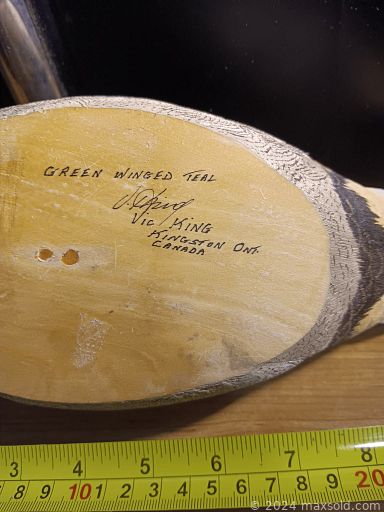 GREEN WINGED TEAL
V. King
VIC KING
KINGSTON ONT.
CANADA
3 4 5 6 7 8
8 9 10 1 2 3 4 5 6 7 8 9 20
© 2024 maxsold.com